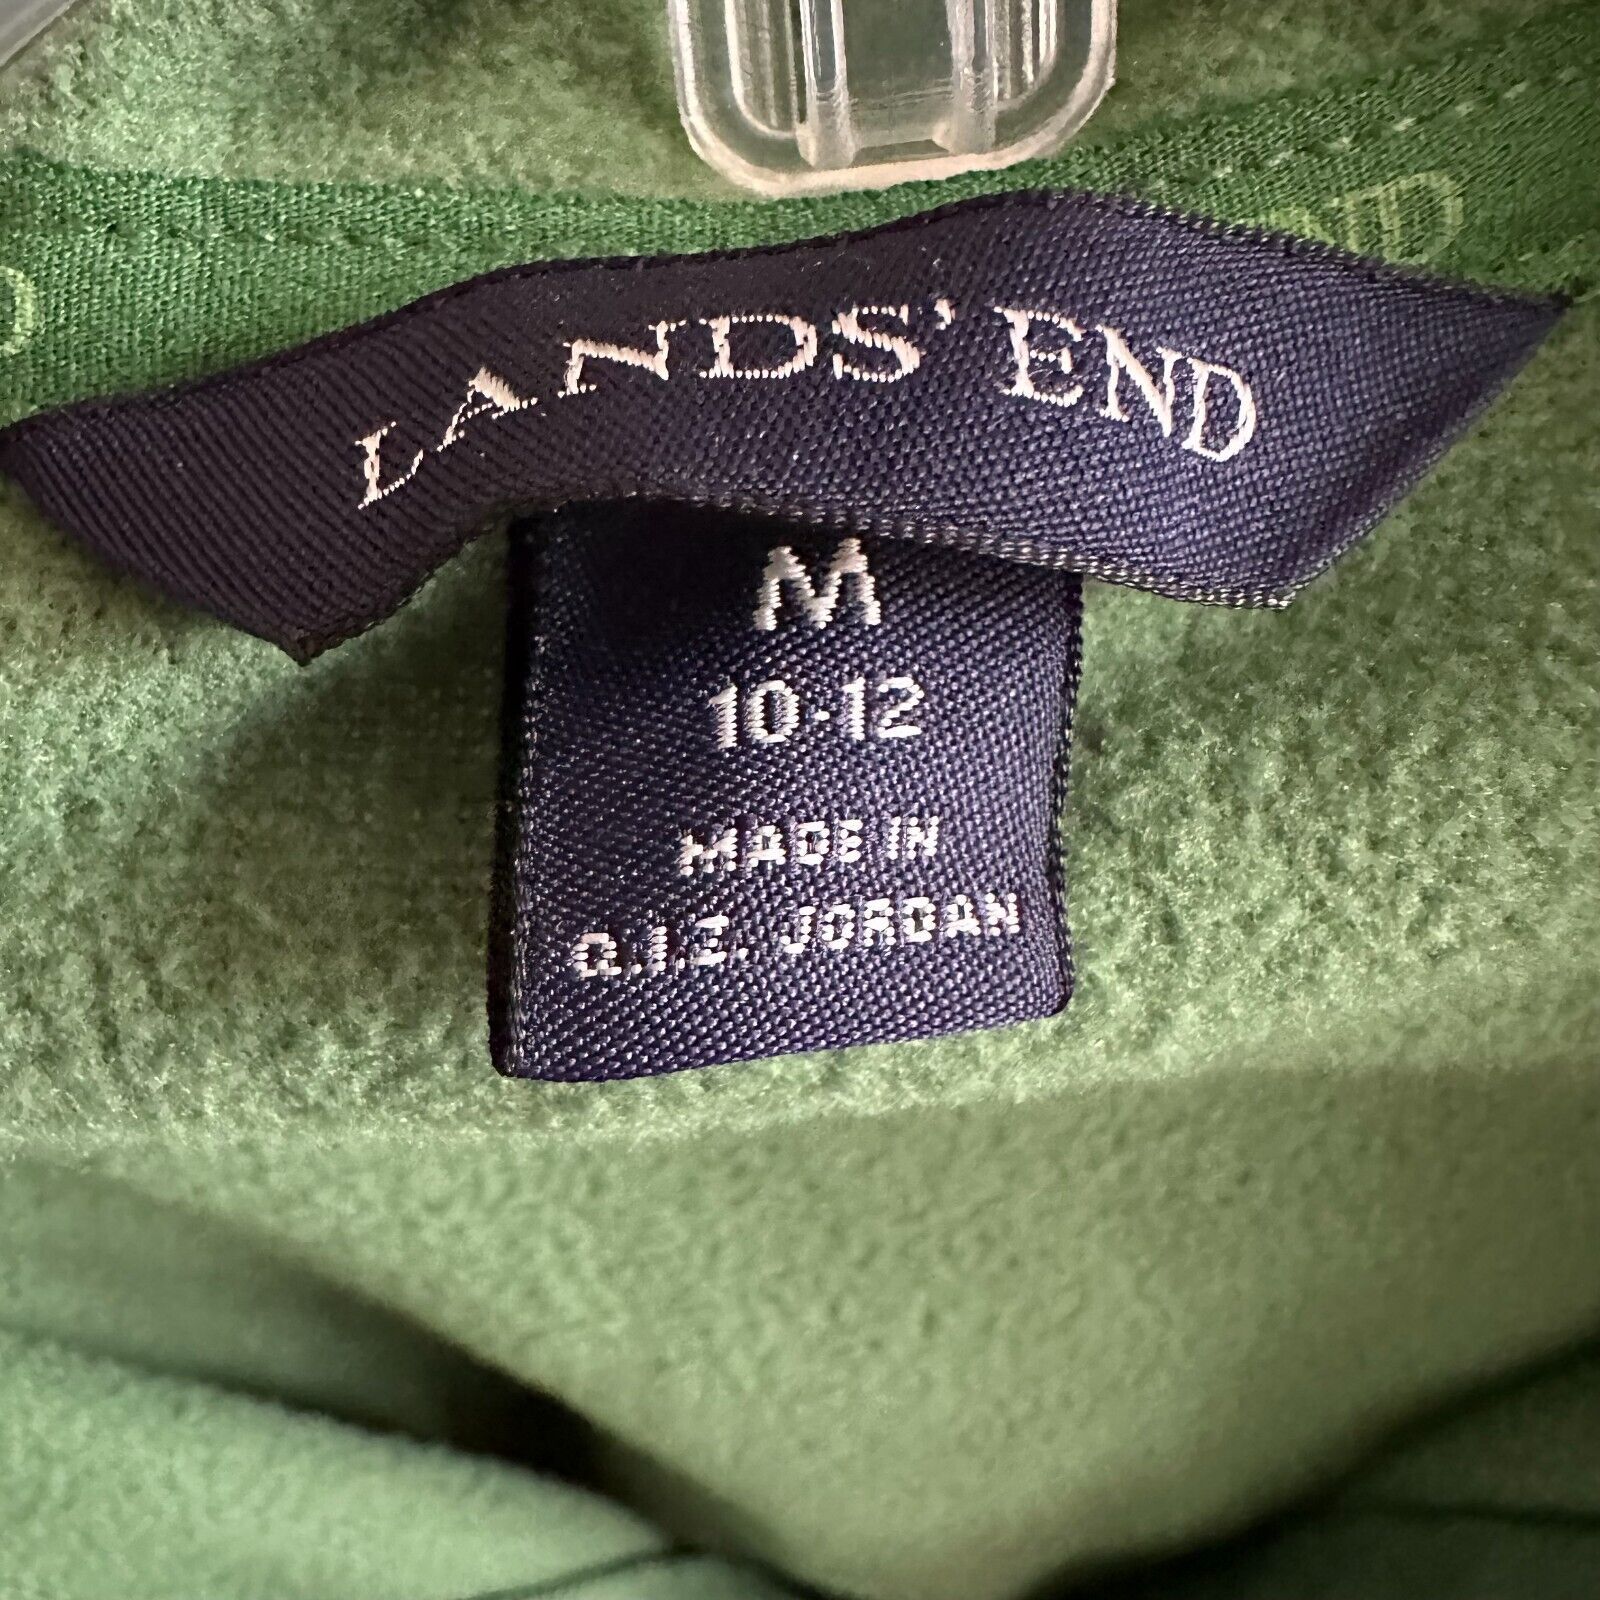 LANDS' END
M
10-12
MADE IN
Q.I.Z. JORDAN